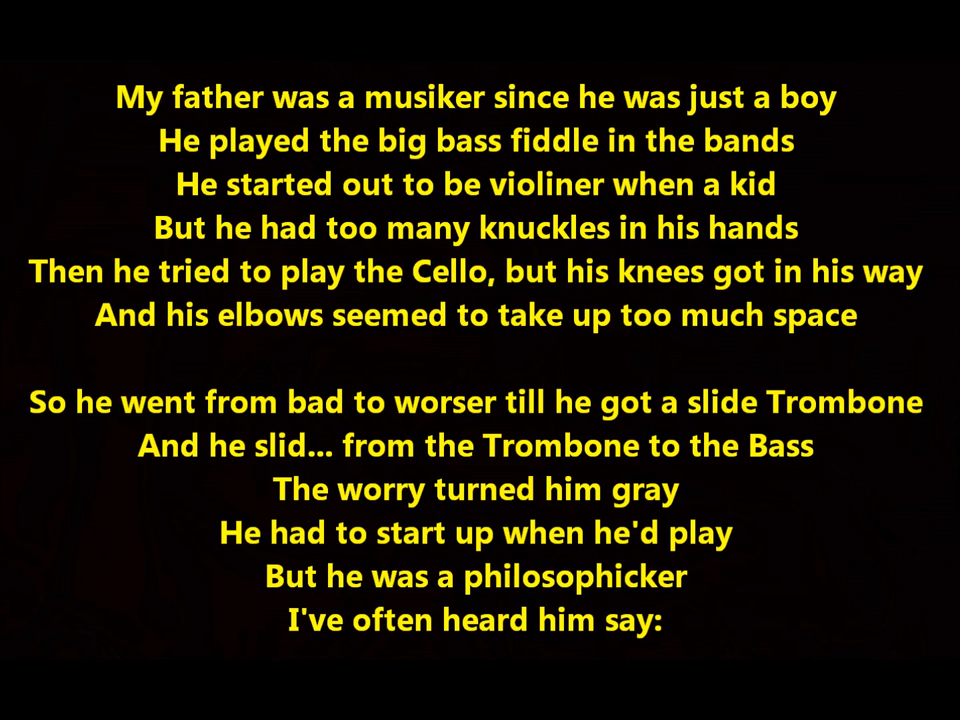 My father was a musiker since he was just a boy
He played the big bass fiddle in the bands
He started out to be violiner when a kid
But he had too many knuckles in his hands
Then he tried to play the Cello, but his knees got in his way
And his elbows seemed to take up too much space
So he went from bad to worser till he got a slide Trombone
And he slid... from the Trombone to the Bass
The worry turned him gray
He had to start up when he'd play
But he was a philosophicker
I've often heard him say: